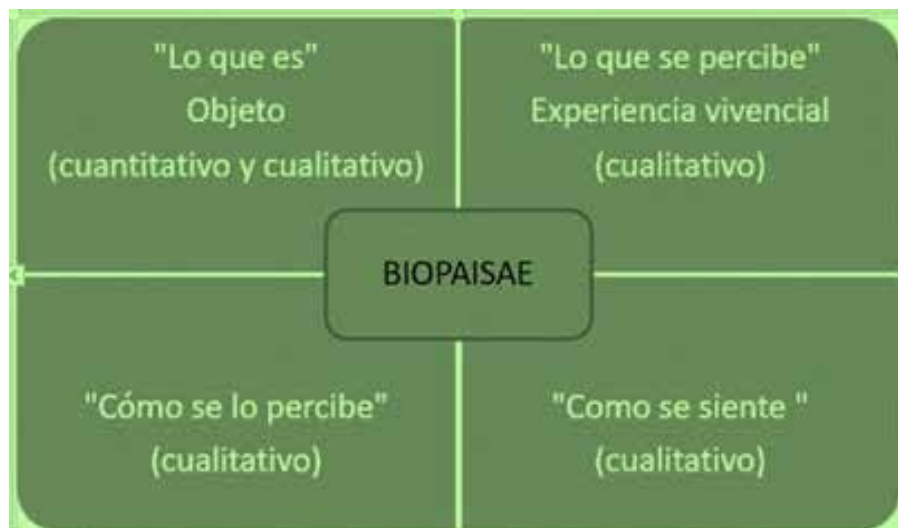 "Lo que es"
Objeto
(cuantitativo y cualitativo)
"Lo que se percibe"
Experiencia vivencial
(cualitativo)
BIOPAISAE
"Cómo se lo percibe"
(cualitativo)
"Como se siente "
(cualitativo)